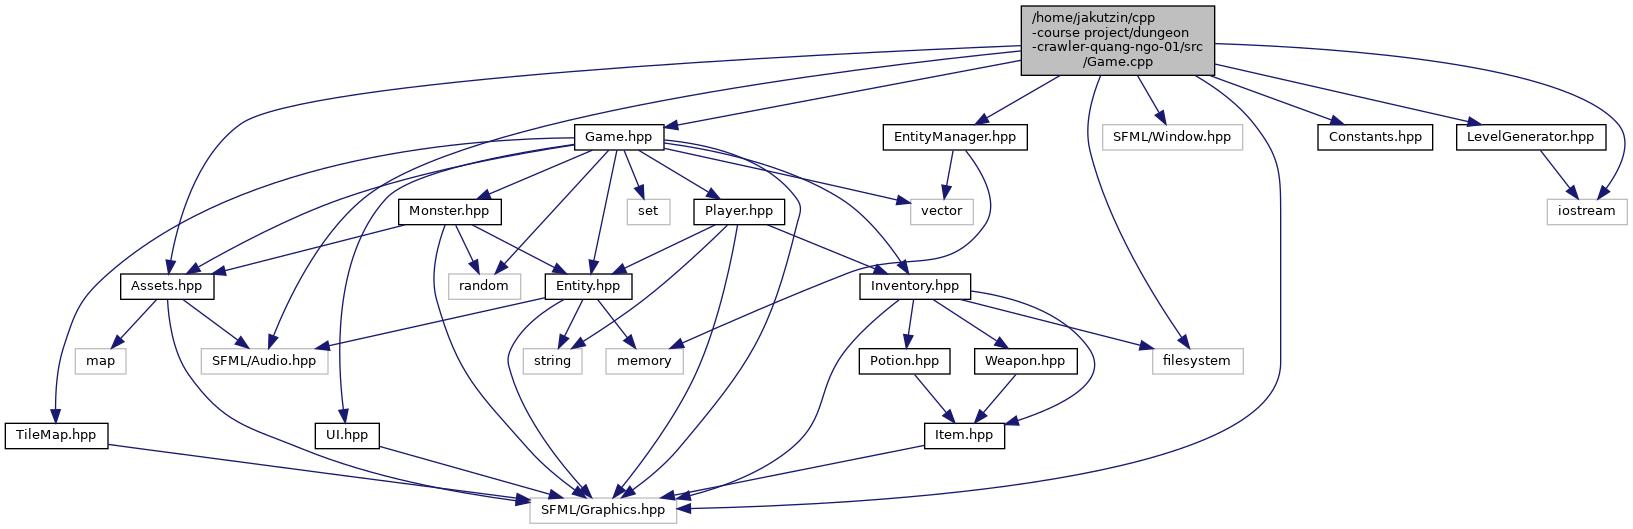 /home/jakutzin/cpp
-course project/dungeon
-crawler-quang-ngo-01/src
/Game.cpp
Game.hpp
EntityManager.hpp
SFML/Window.hpp
Constants.hpp
LevelGenerator.hpp
Monster.hpp
set
Player.hpp
vector
iostream
Assets.hpp
random
Entity.hpp
Inventory.hpp
map
SFML/Audio.hpp
string
memory
Potion.hpp
Weapon.hpp
filesystem
TileMap.hpp
UI.hpp
Item.hpp
SFML/Graphics.hpp